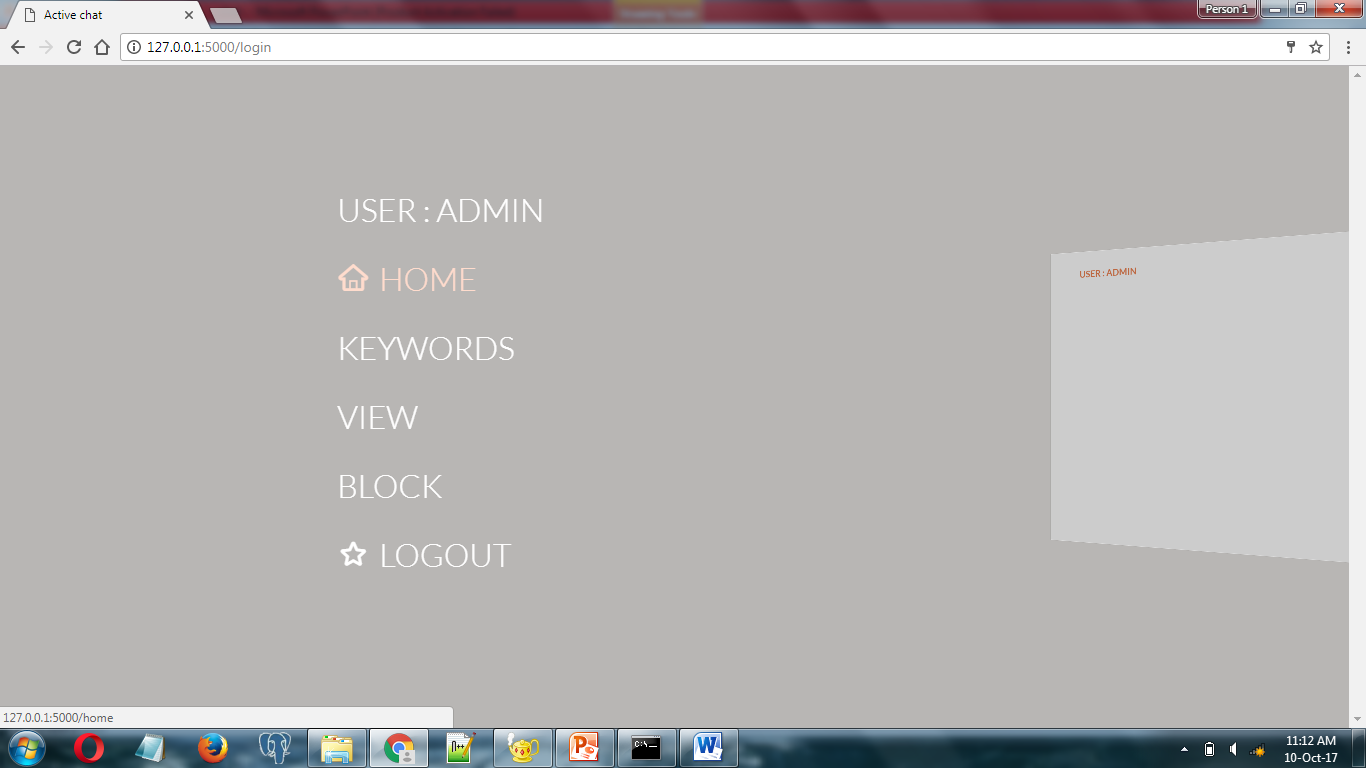 Active chat
Person 1
127.0.0.1:5000/login
USER : ADMIN
HOME
KEYWORDS
VIEW
BLOCK
LOGOUT
USER : ADMIN
127.0.0.1:5000/home
11:12 AM
10-Oct-17